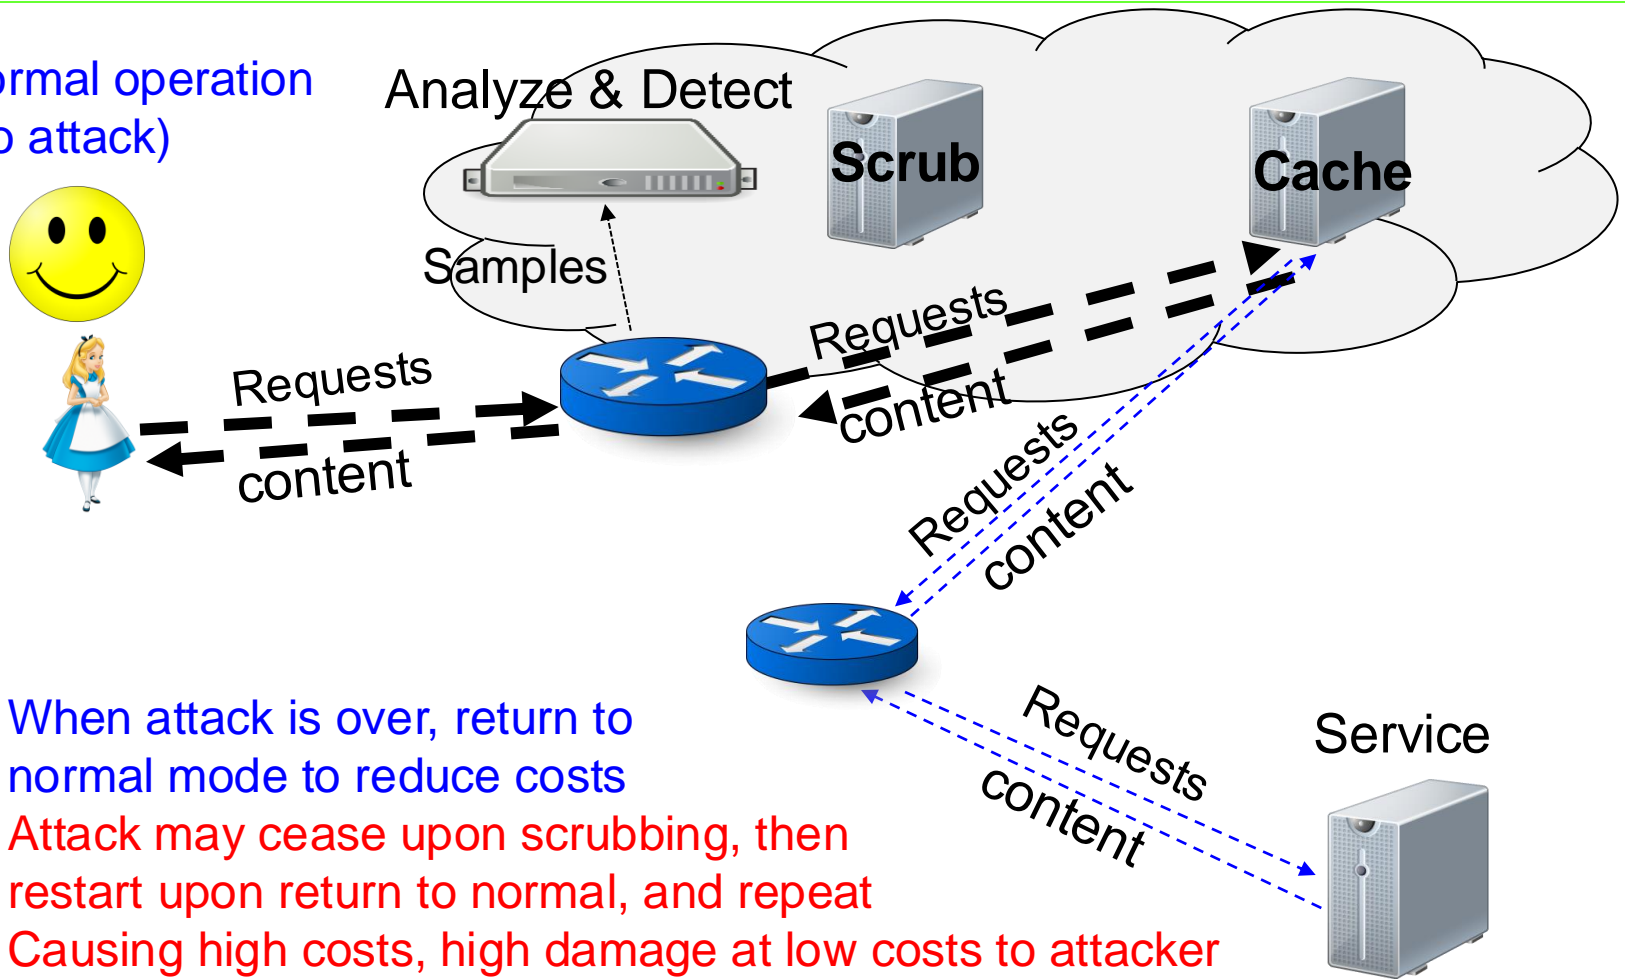 ormal operation
o attack)
Analyze & Detect
Scrub
Cache
Samples
Requests
content
Requests
content
Requests
content
Requests
content
Service
When attack is over, return to
normal mode to reduce costs
Attack may cease upon scrubbing, then
restart upon return to normal, and repeat
Causing high costs, high damage at low costs to attacker